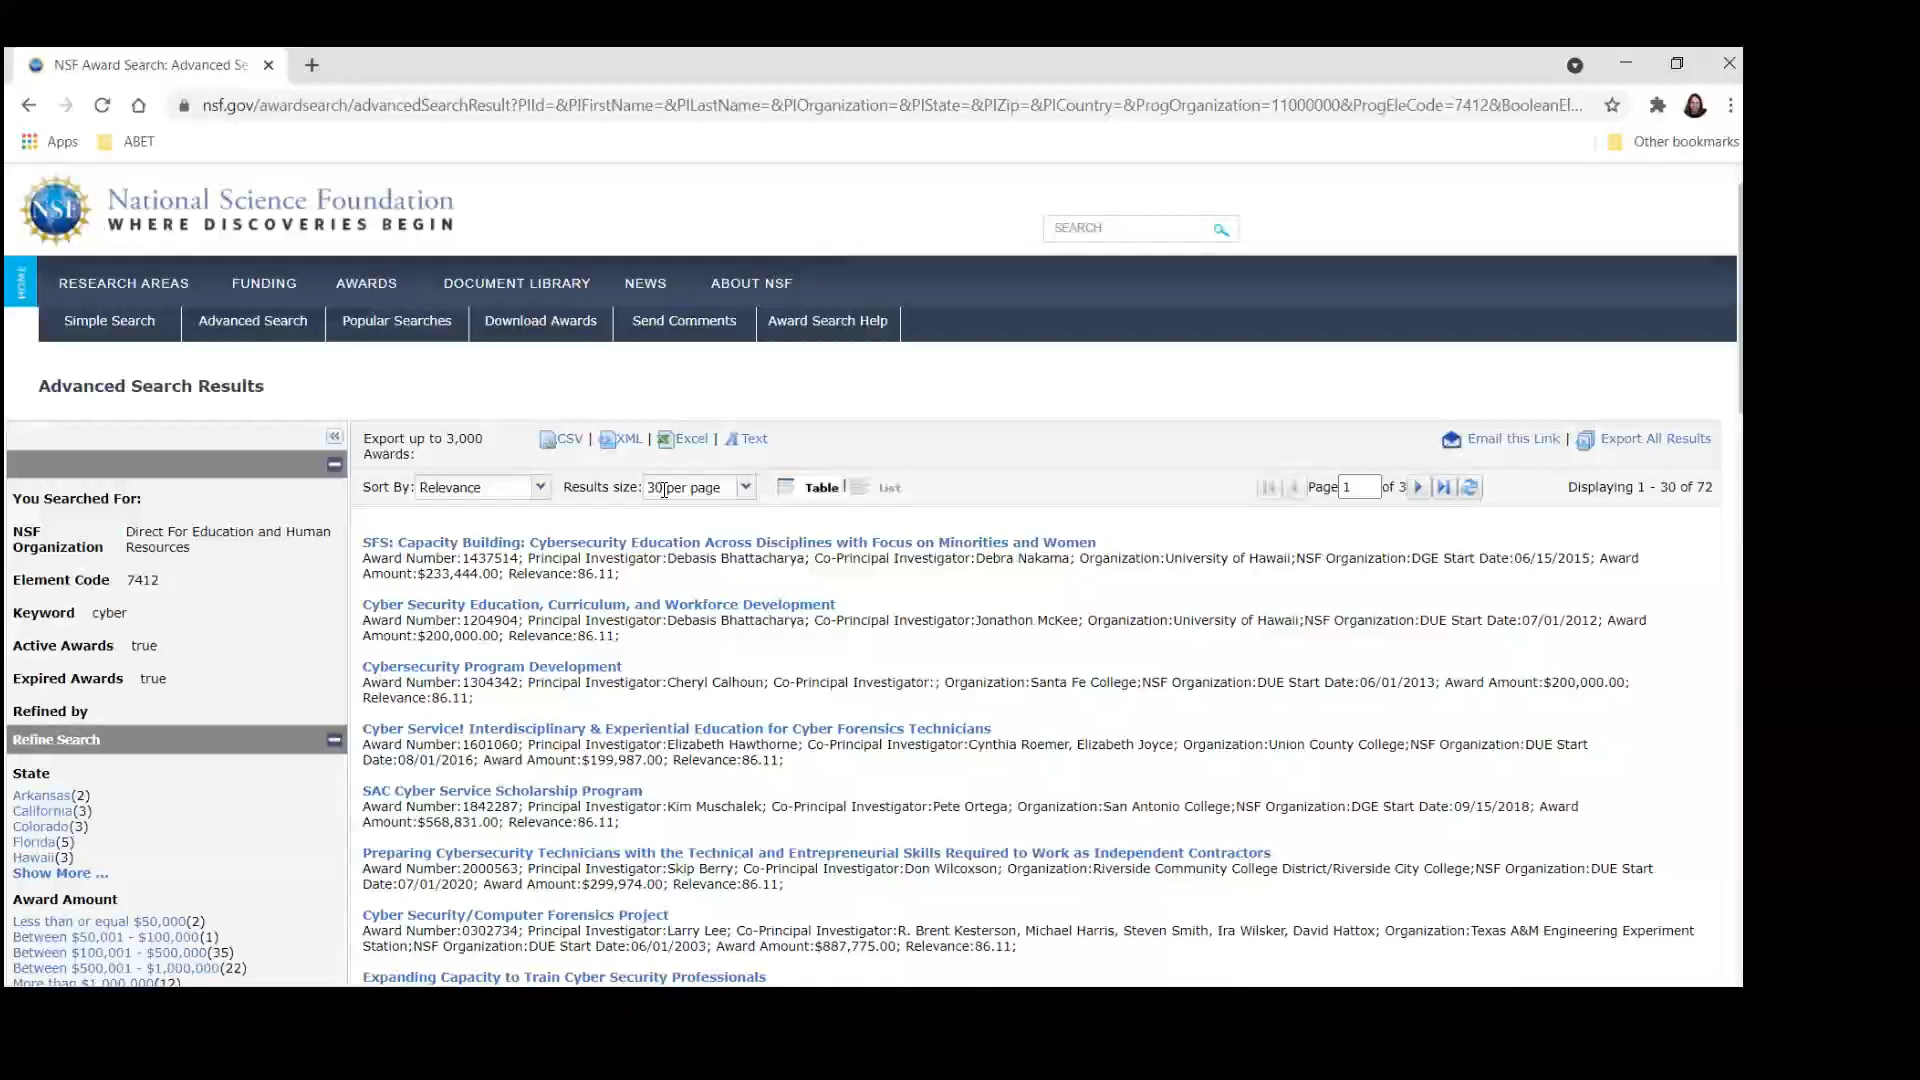 NSF Award Search: Advanced Se
nsf.gov/awardsearch/advancedSearchResult?PIId=&PIFirstName=&PILastName=&PIOrganization=&PIState=&PIZip=&PICountry=&ProgOrganization=11000000&ProgEleCode=7412&BooleanEl...
Apps ABET Other bookmarks
NSF
National Science Foundation
WHERE DISCOVERIES BEGIN
SEARCH
HOME
RESEARCH AREAS FUNDING AWARDS DOCUMENT LIBRARY NEWS ABOUT NSF
Simple Search Advanced Search Popular Searches Download Awards Send Comments Award Search Help
Advanced Search Results
Export up to 3,000 Awards: CSV | XML | Excel | Text Email this Link | Export All Results
Sort By: Relevance Results size: 30 per page Table | List Page 1 of 3 Displaying 1 - 30 of 72
You Searched For:
NSF Organization Direct For Education and Human Resources
Element Code 7412
Keyword cyber
Active Awards true
Expired Awards true
Refined by
Refine Search
State
Arkansas(2)
California(3)
Colorado(3)
Florida(5)
Hawaii(3)
Show More ...
Award Amount
Less than or equal $50,000(2)
Between $50,001 - $100,000(1)
Between $100,001 - $500,000(35)
Between $500,001 - $1,000,000(22)
More than $1,000,000(12)
SFS: Capacity Building: Cybersecurity Education Across Disciplines with Focus on Minorities and Women
Award Number:1437514; Principal Investigator:Debasis Bhattacharya; Co-Principal Investigator:Debra Nakama; Organization:University of Hawaii;NSF Organization:DGE Start Date:06/15/2015; Award
Amount:$233,444.00; Relevance:86.11;
Cyber Security Education, Curriculum, and Workforce Development
Award Number:1204904; Principal Investigator:Debasis Bhattacharya; Co-Principal Investigator:Jonathon McKee; Organization:University of Hawaii;NSF Organization:DUE Start Date:07/01/2012; Award
Amount:$200,000.00; Relevance:86.11;
Cybersecurity Program Development
Award Number:1304342; Principal Investigator:Cheryl Calhoun; Co-Principal Investigator:; Organization:Santa Fe College;NSF Organization:DUE Start Date:06/01/2013; Award Amount:$200,000.00;
Relevance:86.11;
Cyber Service! Interdisciplinary & Experiential Education for Cyber Forensics Technicians
Award Number:1601060; Principal Investigator:Elizabeth Hawthorne; Co-Principal Investigator:Cynthia Roemer, Elizabeth Joyce; Organization:Union County College;NSF Organization:DUE Start
Date:08/01/2016; Award Amount:$199,987.00; Relevance:86.11;
SAC Cyber Service Scholarship Program
Award Number:1842287; Principal Investigator:Kim Muschalek; Co-Principal Investigator:Pete Ortega; Organization:San Antonio College;NSF Organization:DGE Start Date:09/15/2018; Award
Amount:$568,831.00; Relevance:86.11;
Preparing Cybersecurity Technicians with the Technical and Entrepreneurial Skills Required to Work as Independent Contractors
Award Number:2000563; Principal Investigator:Skip Berry; Co-Principal Investigator:Don Wilcoxson; Organization:Riverside Community College District/Riverside City College;NSF Organization:DUE Start
Date:07/01/2020; Award Amount:$299,974.00; Relevance:86.11;
Cyber Security/Computer Forensics Project
Award Number:0302734; Principal Investigator:Larry Lee; Co-Principal Investigator:R. Brent Kesterson, Michael Harris, Steven Smith, Ira Wilsker, David Hattox; Organization:Texas A&M Engineering Experiment
Station;NSF Organization:DUE Start Date:06/01/2003; Award Amount:$887,775.00; Relevance:86.11;
Expanding Capacity to Train Cyber Security Professionals